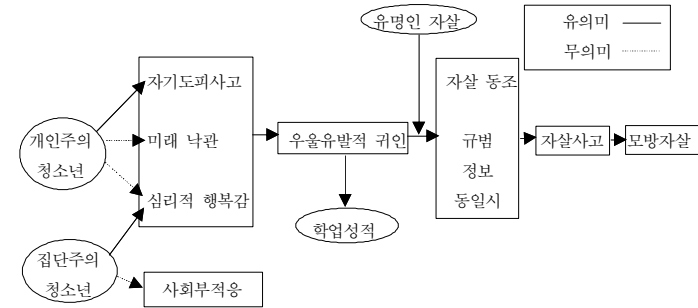 유명인 자살
유의미
무의미
자기도피사고
미래 낙관
심리적 행복감
개인주의
청소년
집단주의
청소년
사회부적응
우울유발적 귀인
학업성적
자살 동조
규범
정보
동일시
자살사고
모방자살